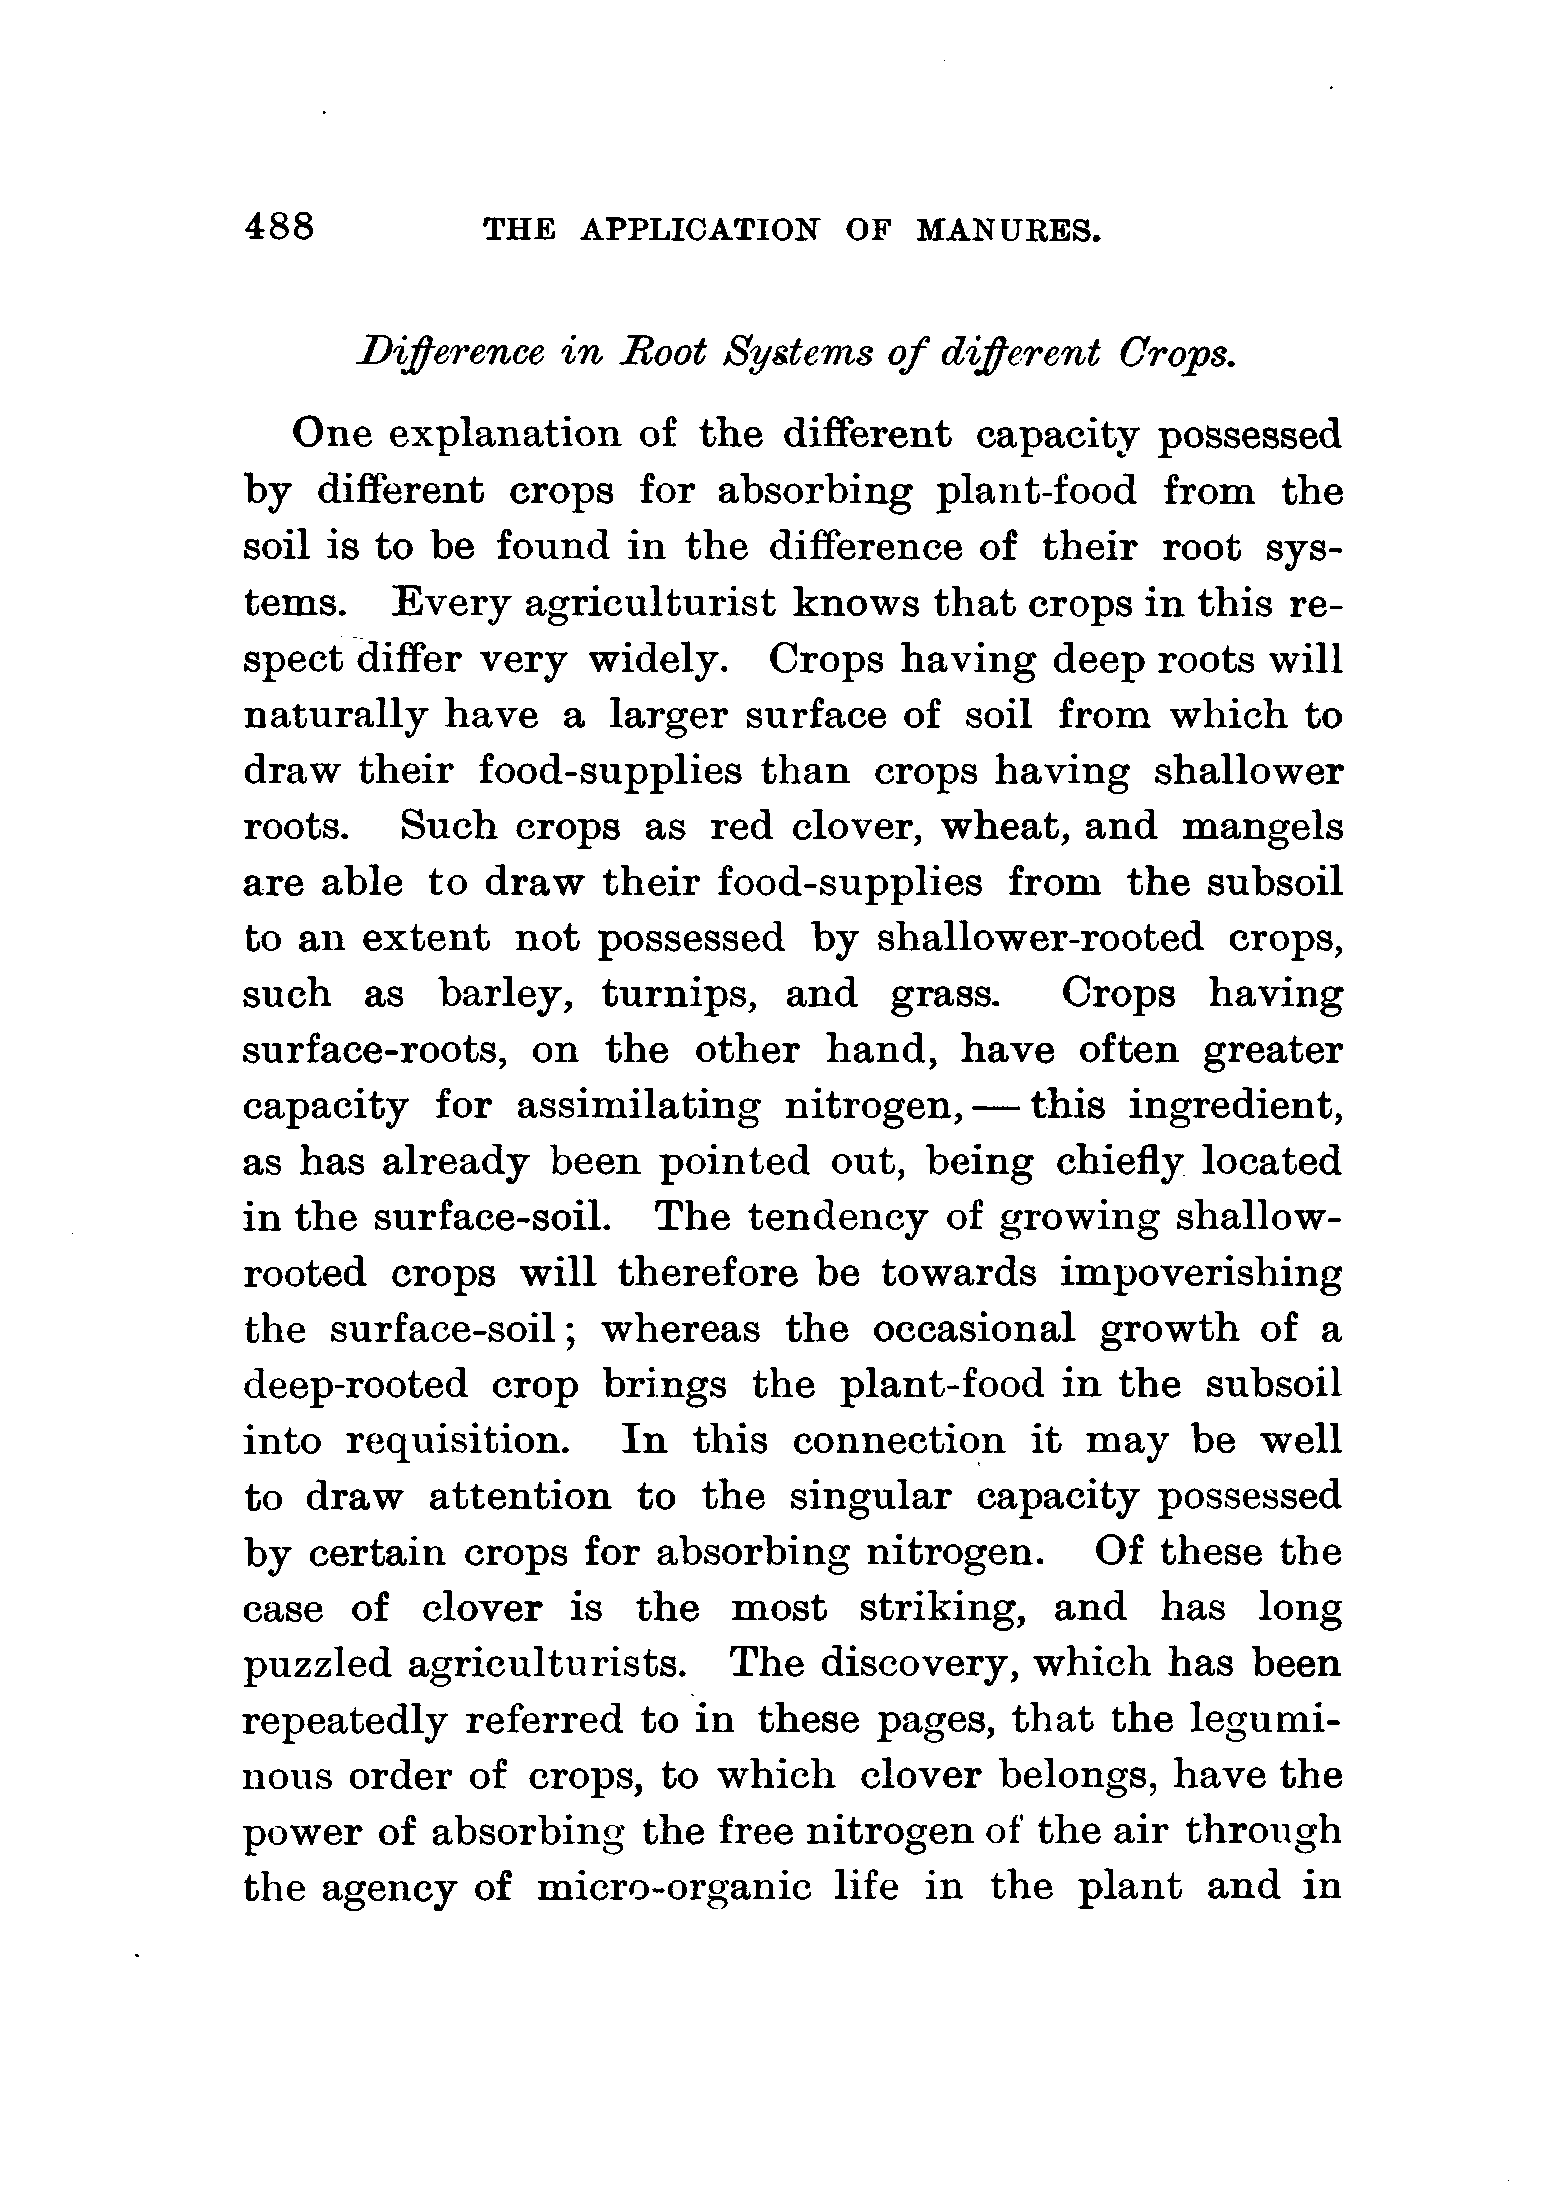 488 THE APPLICATION OF MANURES.
Difference in Root Systems of different Crops.
One explanation of the different capacity possessed
by different crops for absorbing plant-food from the
soil is to be found in the difference of their root sys-
tems. Every agriculturist knows that crops in this re-
spect differ very widely. Crops having deep roots will
naturally have a larger surface of soil from which to
draw their food-supplies than crops having shallower
roots. Such crops as red clover, wheat, and mangels
are able to draw their food-supplies from the subsoil
to an extent not possessed by shallower-rooted crops,
such as barley, turnips, and grass. Crops having
surface-roots, on the other hand, have often greater
capacity for assimilating nitrogen,—this ingredient,
as has already been pointed out, being chiefly located
in the surface-soil. The tendency of growing shallow-
rooted crops will therefore be towards impoverishing
the surface-soil; whereas the occasional growth of a
deep-rooted crop brings the plant-food in the subsoil
into requisition. In this connection it may be well
to draw attention to the singular capacity possessed
by certain crops for absorbing nitrogen. Of these the
case of clover is the most striking, and has long
puzzled agriculturists. The discovery, which has been
repeatedly referred to in these pages, that the legumi-
nous order of crops, to which clover belongs, have the
power of absorbing the free nitrogen of the air through
the agency of micro-organic life in the plant and in